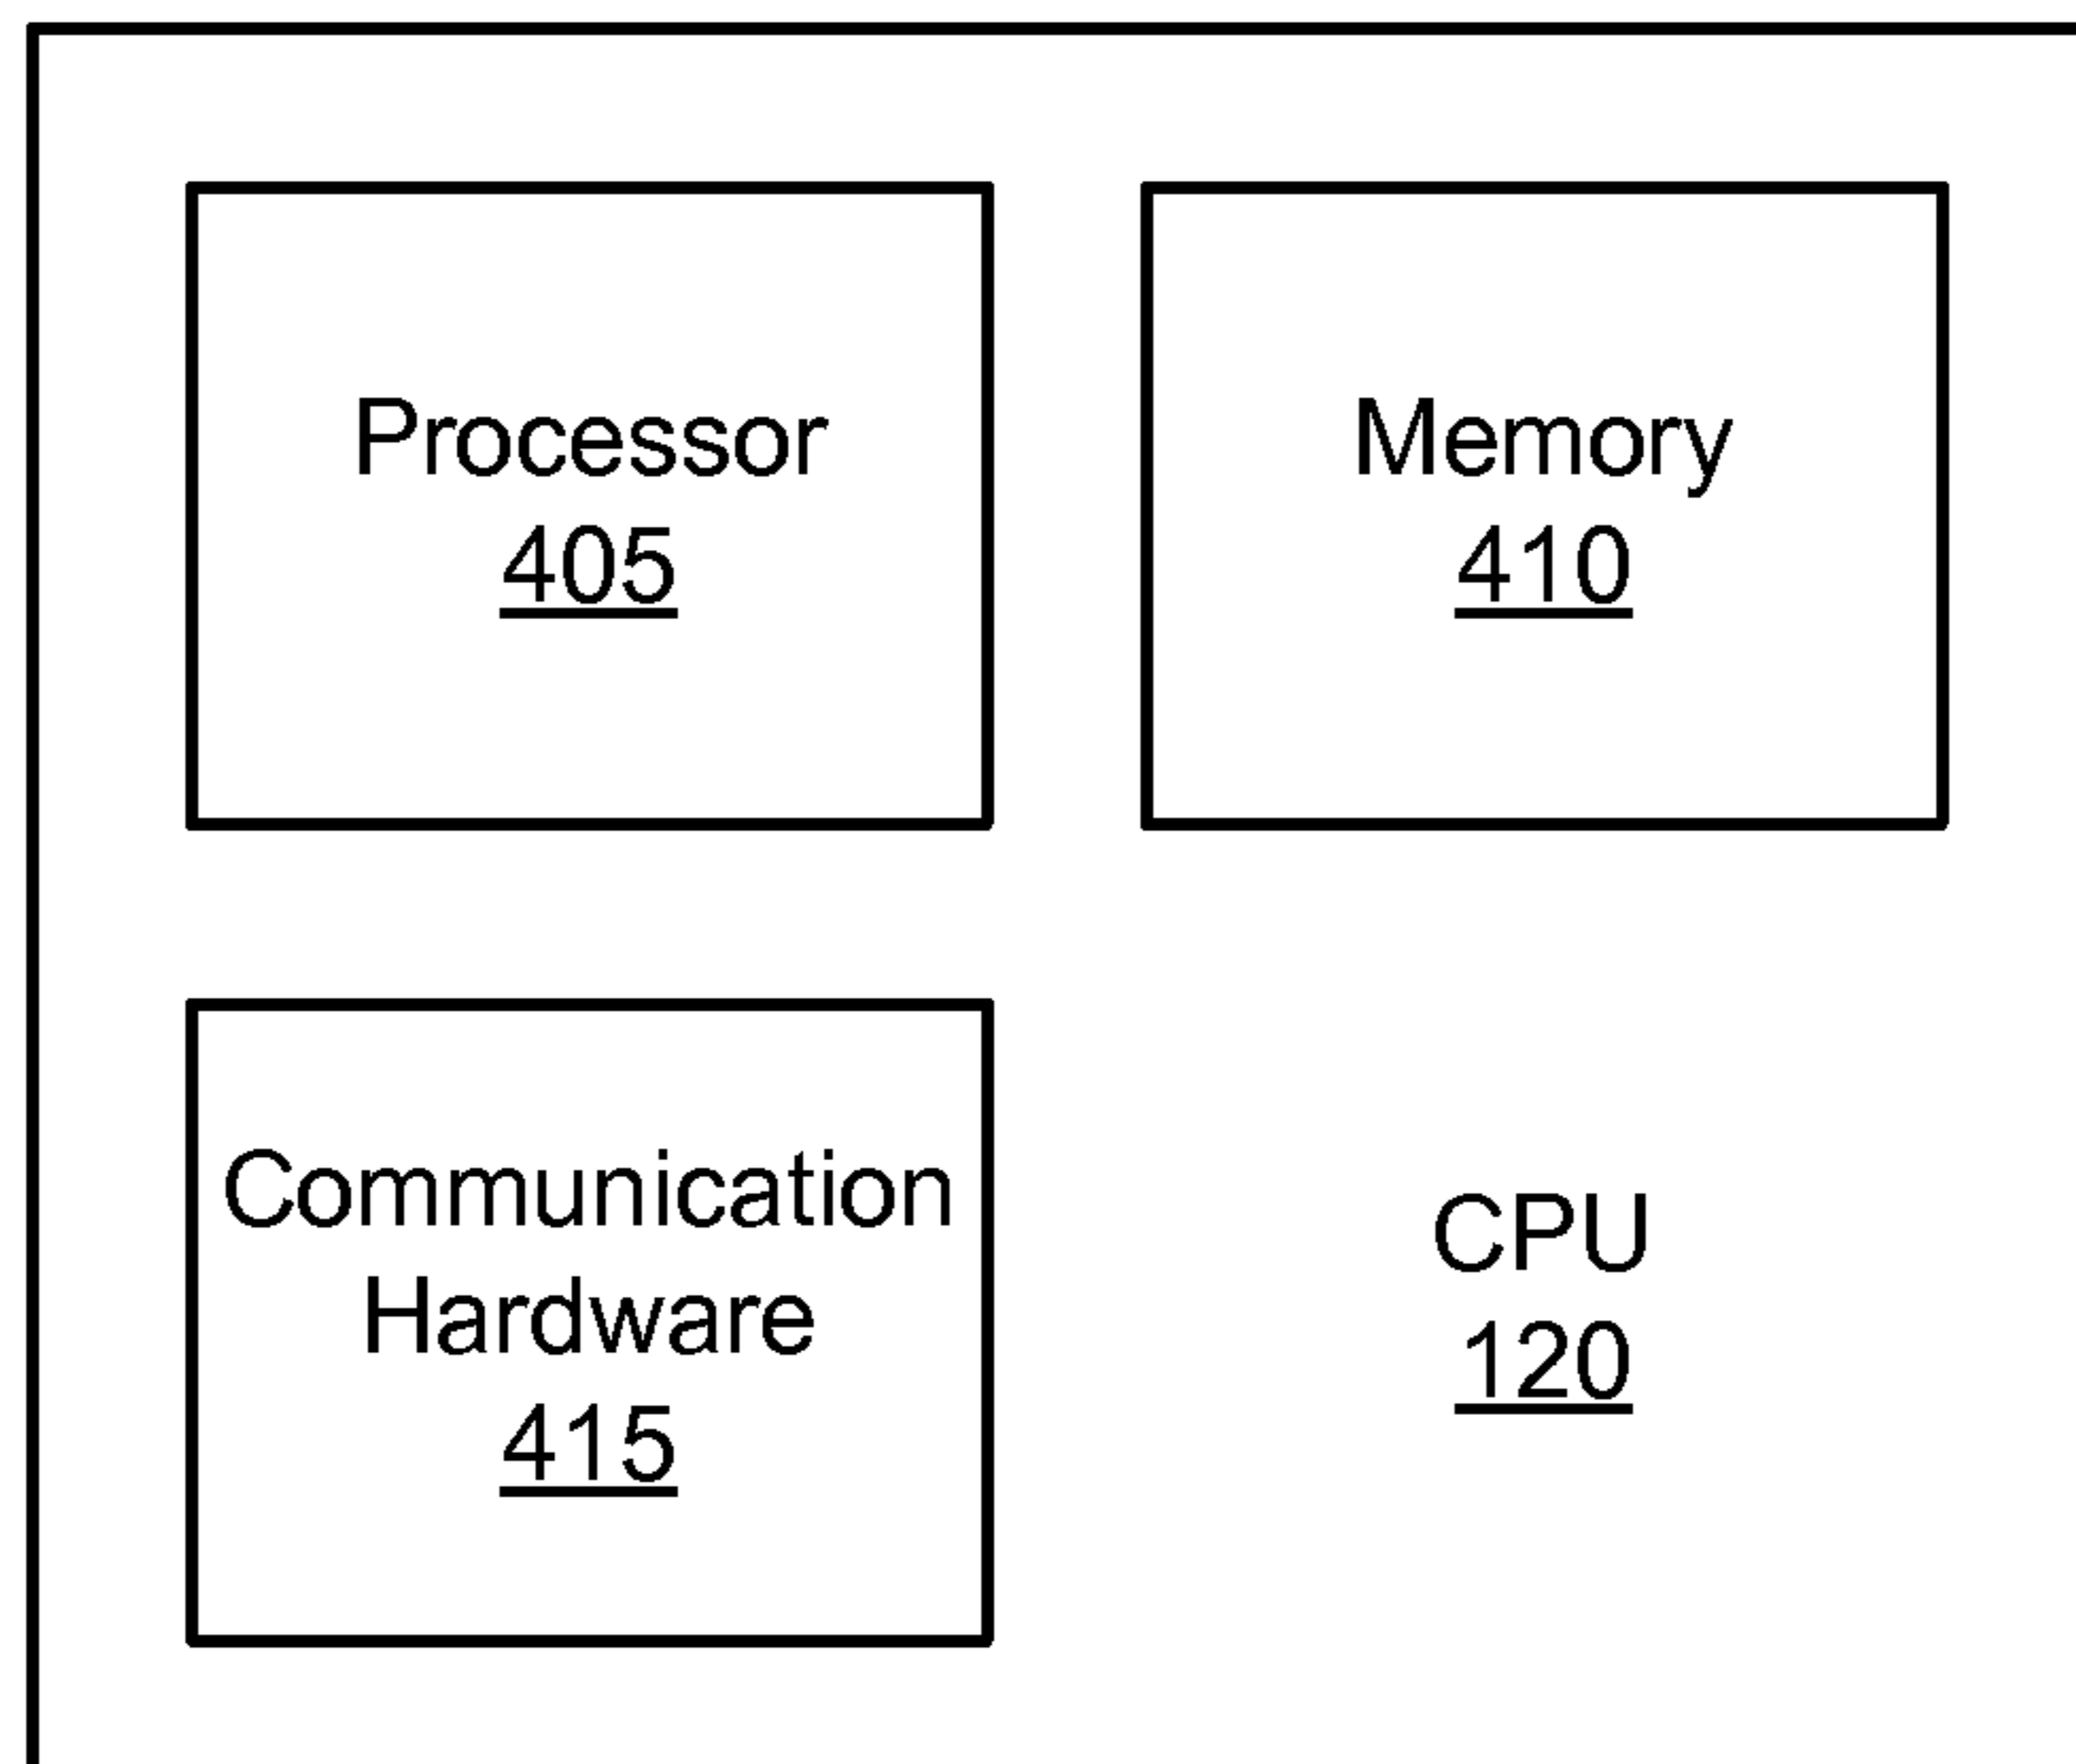 Processor
405
Memory
410
Communication
Hardware
415
CPU
120